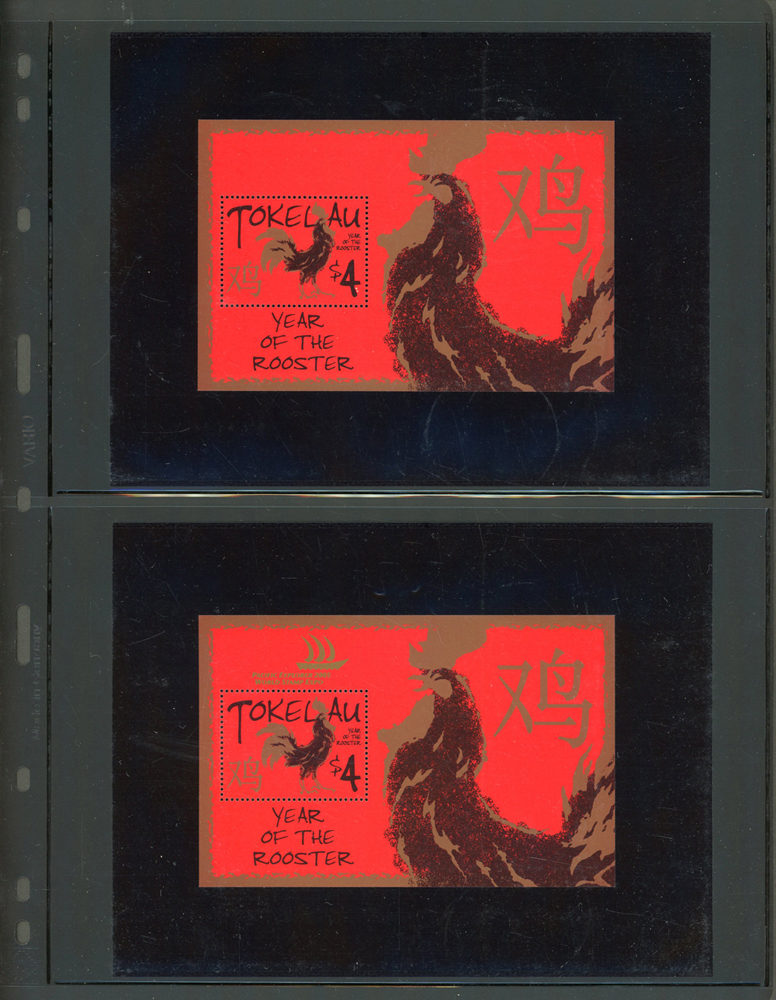 TOKELAU
YEAR
OF THE
ROOSTER
鸡
$4
YEAR
OF THE
ROOSTER
鸡
VARIO
TOKELAU
YEAR
OF THE
ROOSTER
鸡
$4
YEAR
OF THE
ROOSTER
鸡